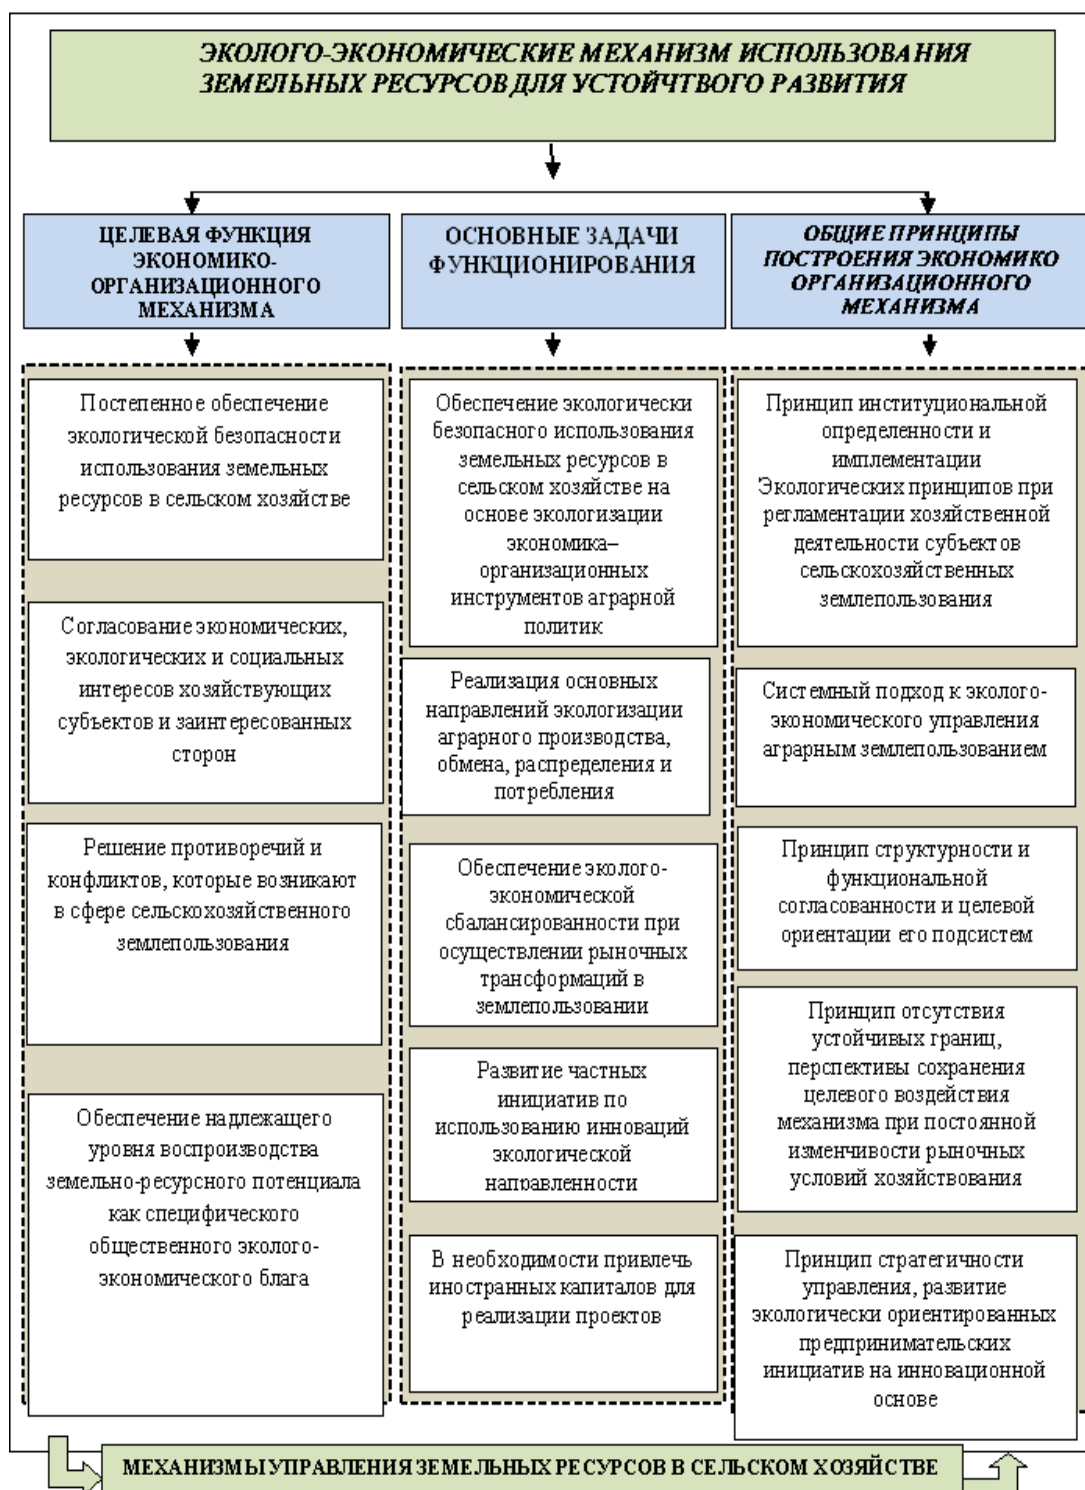 ЭКОЛОГО-ЭКОНОМИЧЕСКИЕ МЕХАНИЗМ ИСПОЛЬЗОВАНИЯ
ЗЕМЕЛЬНЫХ РЕСУРСОВ ДЛЯ УСТОЙЧТВОГО РАЗВИТИЯ
ЦЕЛЕВАЯ ФУНКЦИЯ
ЭКОНОМИКО-
ОРГАНИЗАЦИОННОГО
МЕХАНИЗМА
Постепенное обеспечение
экологической безопасности
использования земельных
ресурсов в сельском хозяйстве
Согласование экономических,
экологических и социальных
интересов хозяйствующих
субъектов и заинтересованных
сторон
Решение противоречий и
конфликтов, которые возникают
в сфере сельскохозяйственного
землепользования
Обеспечение надлежащего
уровня воспроизводства
земельно-ресурсного потенциала
как специфического
общественного эколого-
экономического блага
ОСНОВНЫЕ ЗАДАЧИ
ФУНКЦИОНИРОВАНИЯ
Обеспечение экологически
безопасного использования
земельных ресурсов в
сельском хозяйстве на
основе экологизации
экономика–
организационных
инструментов аграрной
политик
Реализация основных
направлений экологизации
аграрного производства,
обмена, распределения и
потребления
Обеспечение эколого-
экономической
сбалансированности при
осуществлении рыночных
трансформаций в
землепользовании
Развитие частных
инициатив по
использованию инноваций
экологической
направленности
В необходимости привлечь
иностранных капиталов для
реализации проектов
ОБЩИЕ ПРИНЦИПЫ
ПОСТРОЕНИЯ ЭКОНОМИКО
ОРГАНИЗАЦИОННОГО
МЕХАНИЗМА
Принцип институциональной
определенности и
имплементации
Экологических принципов при
регламентации хозяйственной
деятельности субъектов
сельскохозяйственных
землепользования
Системный подход к эколого-
экономического управления
аграрным землепользованием
Принцип структурности и
функциональной
согласованности и целевой
ориентации его подсистем
Принцип отсутствия
устойчивых границ,
перспективы сохранения
целевого воздействия
механизма при постоянной
изменчивости рыночных
условий хозяйствования
Принцип стратегичности
управления, развитие
экологически ориентированных
предпринимательских
инициатив на инновационной
основе
МЕХАНИЗМЫ УПРАВЛЕНИЯ ЗЕМЕЛЬНЫХ РЕСУРСОВ В СЕЛЬСКОМ ХОЗЯЙСТВЕ